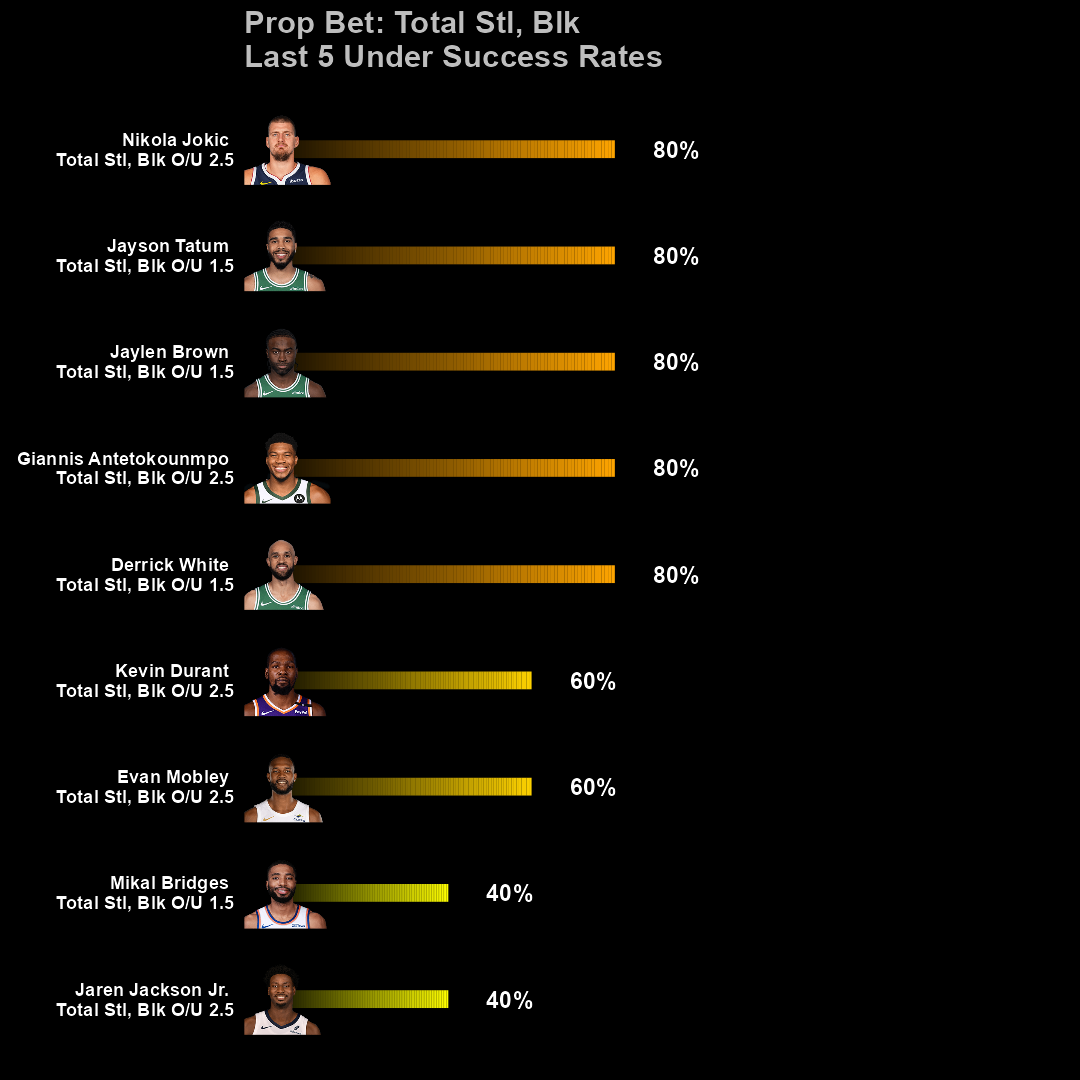 Prop Bet: Total Stl, Blk
Last 5 Under Success Rates
Nikola Jokic
Total Stl, Blk O/U 2.5
80%
Jayson Tatum
Total Stl, Blk O/U 1.5
80%
Jaylen Brown
Total Stl, Blk O/U 1.5
80%
Giannis Antetokounmpo
Total Stl, Blk O/U 2.5
80%
Derrick White
Total Stl, Blk O/U 1.5
80%
Kevin Durant
Total Stl, Blk O/U 2.5
60%
Evan Mobley
Total Stl, Blk O/U 2.5
60%
Mikal Bridges
Total Stl, Blk O/U 1.5
40%
Jaren Jackson Jr.
Total Stl, Blk O/U 2.5
40%